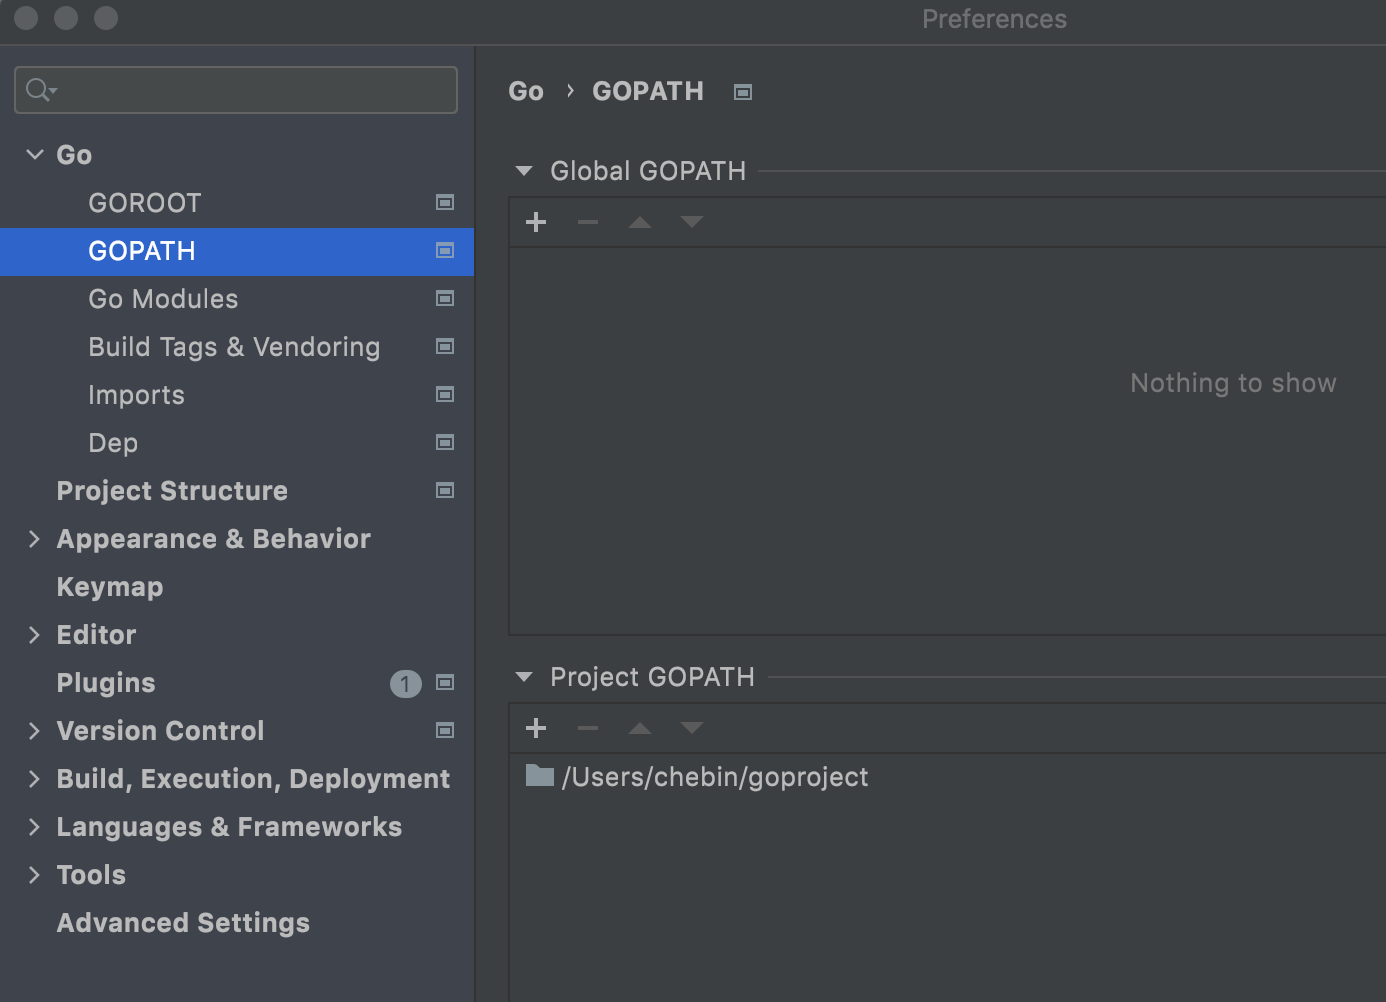 Preferences
Go
GOROOT
GOPATH
Go Modules
Build Tags & Vendoring
Imports
Dep
Project Structure
Appearance & Behavior
Keymap
Editor
Plugins 1
Version Control
Build, Execution, Deployment
Languages & Frameworks
Tools
Advanced Settings
Go › GOPATH
Global GOPATH
Nothing to show
Project GOPATH
/Users/chebin/goproject